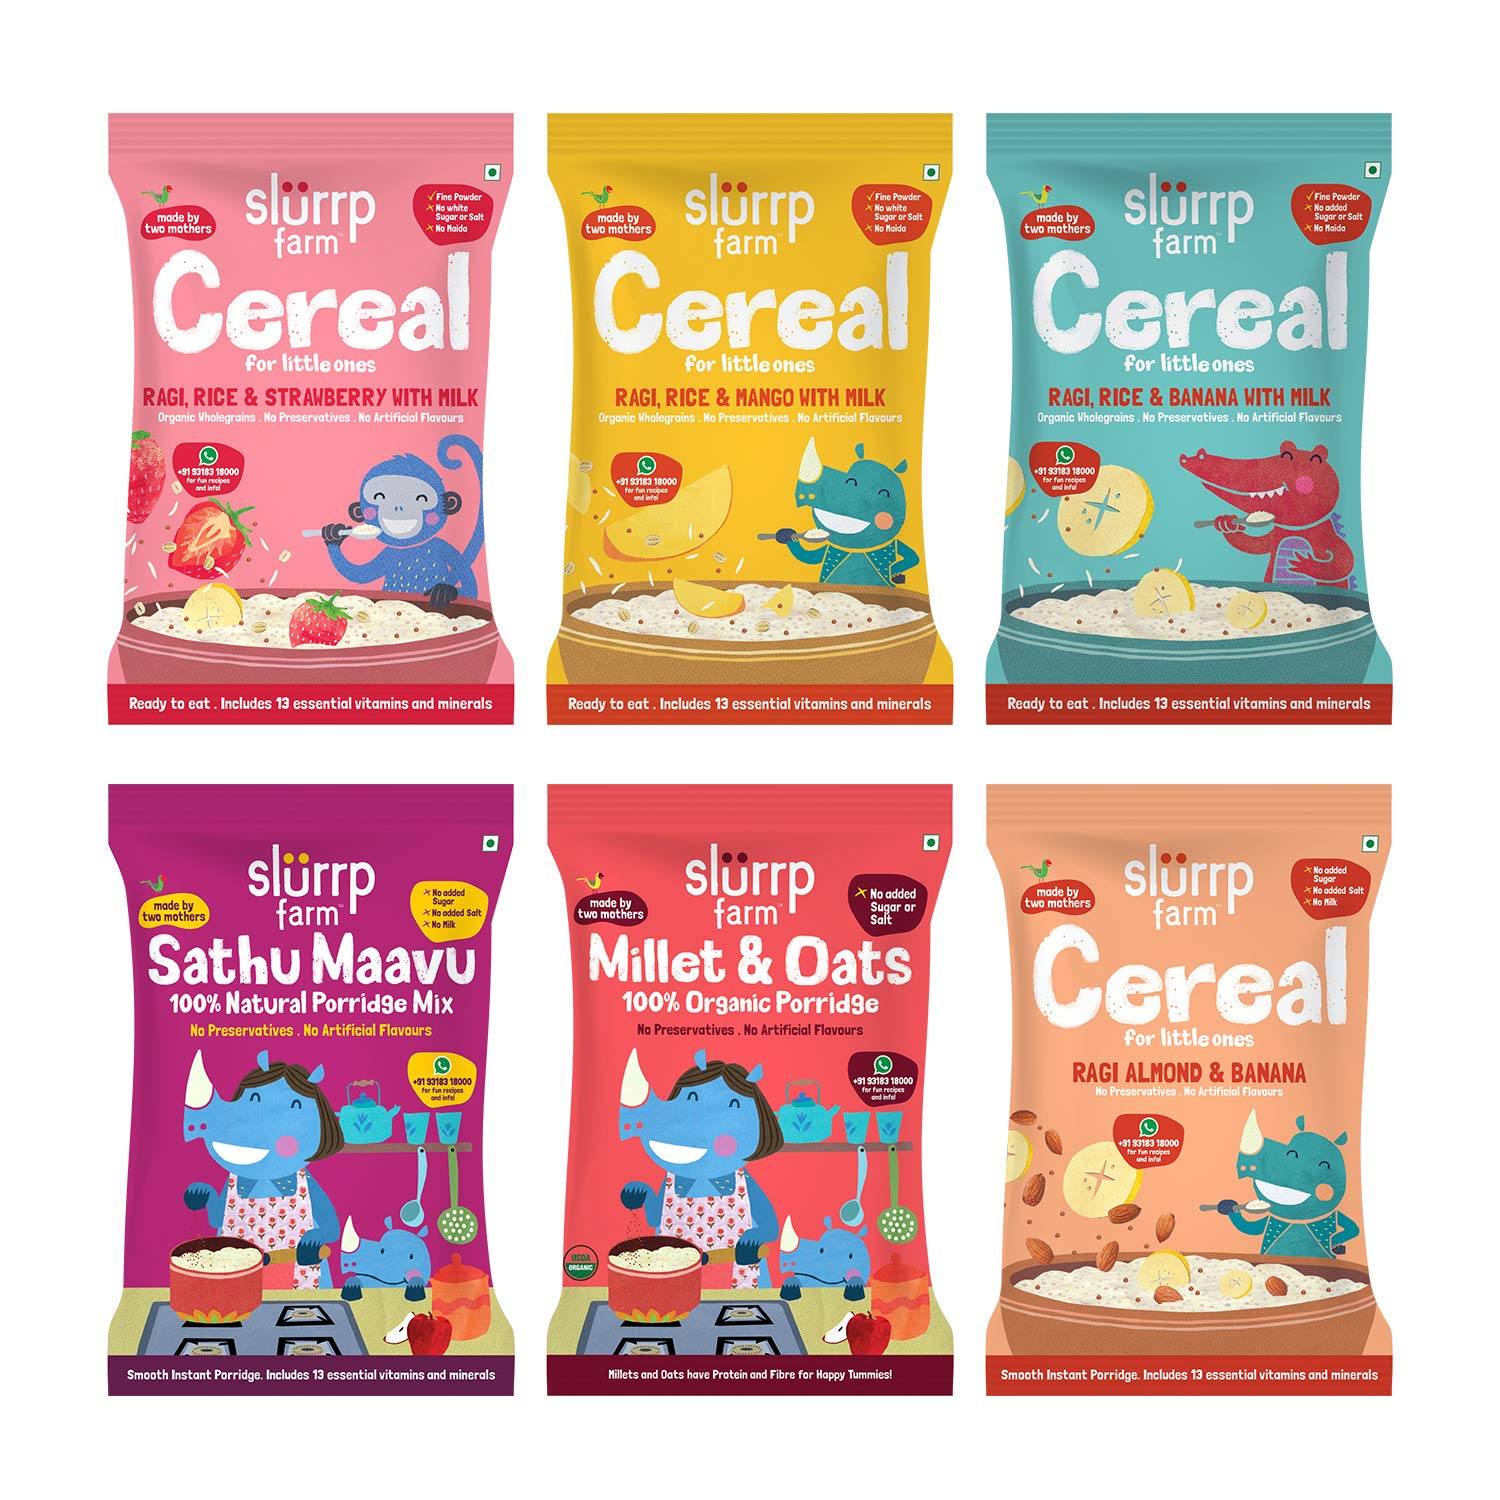 slürrp
farm™
made by
two mothers
✓ Fine Powder
✗ No white
Sugar or Salt
✗ No Maida
Cereal
for little ones
RAGI, RICE & STRAWBERRY WITH MILK
Organic Wholegrains . No Preservatives . No Artificial Flavours
+91 93183 18000
for fun recipes
and info!
Ready to eat . Includes 13 essential vitamins and minerals
slürrp
farm™
made by
two mothers
✓ Fine Powder
✗ No white
Sugar or Salt
✗ No Maida
Cereal
for little ones
RAGI, RICE & MANGO WITH MILK
Organic Wholegrains . No Preservatives . No Artificial Flavours
+91 93183 18000
for fun recipes
and info!
Ready to eat . Includes 13 essential vitamins and minerals
slürrp
farm™
made by
two mothers
✓ Fine Powder
✗ No added
Sugar or Salt
✗ No Maida
Cereal
for little ones
RAGI, RICE & BANANA WITH MILK
Organic Wholegrains . No Preservatives . No Artificial Flavours
+91 93183 18000
for fun recipes
and info!
Ready to eat . Includes 13 essential vitamins and minerals
slürrp
farm™
made by
two mothers
✗ No added
Sugar
✗ No added Salt
✗ No Milk
Sathu Maavu
100% Natural Porridge Mix
No Preservatives . No Artificial Flavours
+91 93183 18000
for fun recipes
and info!
Smooth Instant Porridge. Includes 13 essential vitamins and minerals
slürrp
farm™
made by
two mothers
✗ No added
Sugar or
Salt
Millet & Oats
100% Organic Porridge
No Preservatives . No Artificial Flavours
+91 93183 18000
for fun recipes
and info!
USDA
ORGANIC
Millets and Oats have Protein and Fibre for Happy Tummies!
slürrp
farm™
made by
two mothers
✗ No added
Sugar
✗ No added Salt
✗ No Milk
Cereal
for little ones
RAGI ALMOND & BANANA
No Preservatives . No Artificial Flavours
+91 93183 18000
for fun recipes
and info!
Smooth Instant Porridge. Includes 13 essential vitamins and minerals